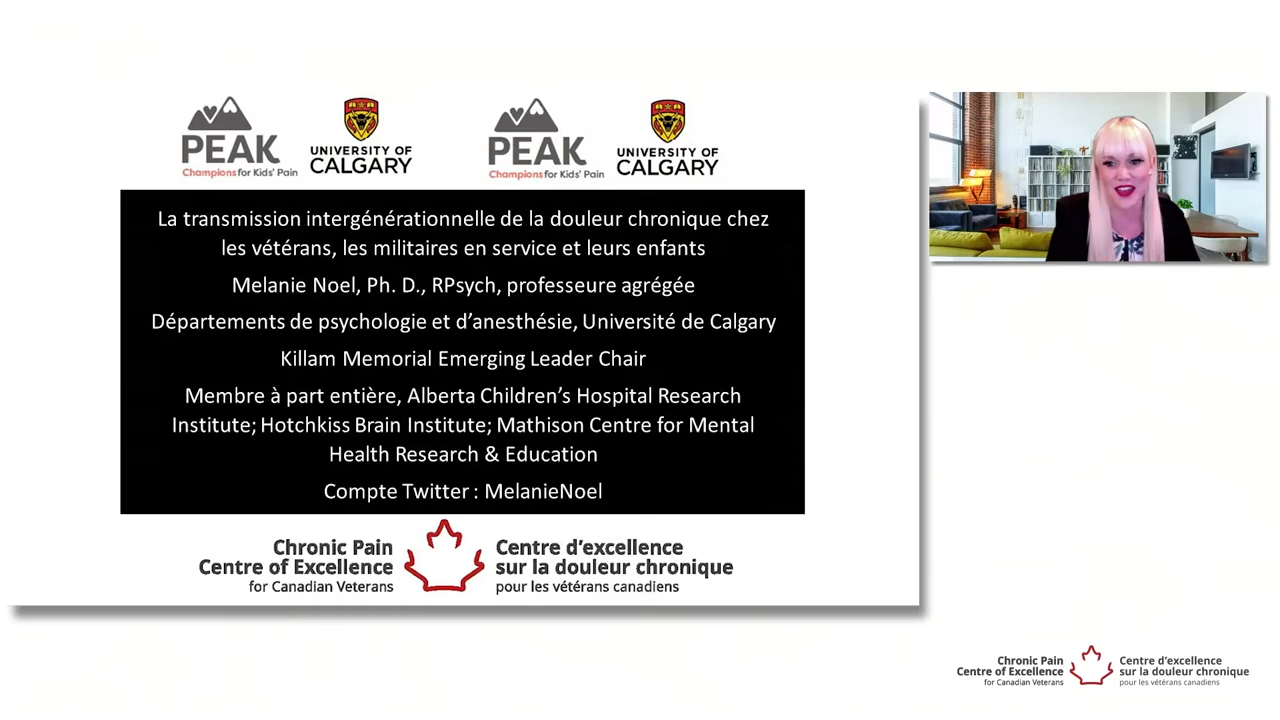 PEAK
Champions for Kids' Pain
UNIVERSITY OF
CALGARY
PEAK
Champions for Kids' Pain
UNIVERSITY OF
CALGARY
La transmission intergénérationnelle de la douleur chronique chez
les vétérans, les militaires en service et leurs enfants
Melanie Noel, Ph. D., RPsych, professeure agrégée
Départements de psychologie et d'anesthésie, Université de Calgary
Killam Memorial Emerging Leader Chair
Membre à part entière, Alberta Children's Hospital Research
Institute; Hotchkiss Brain Institute; Mathison Centre for Mental
Health Research & Education
Compte Twitter : MelanieNoel
Chronic Pain
Centre of Excellence
for Canadian Veterans
Centre d'excellence
sur la douleur chronique
pour les vétérans canadiens
Chronic Pain
Centre of Excellence
for Canadian Veterans
Centre d'excellence
sur la douleur chronique
pour les vétérans canadiens